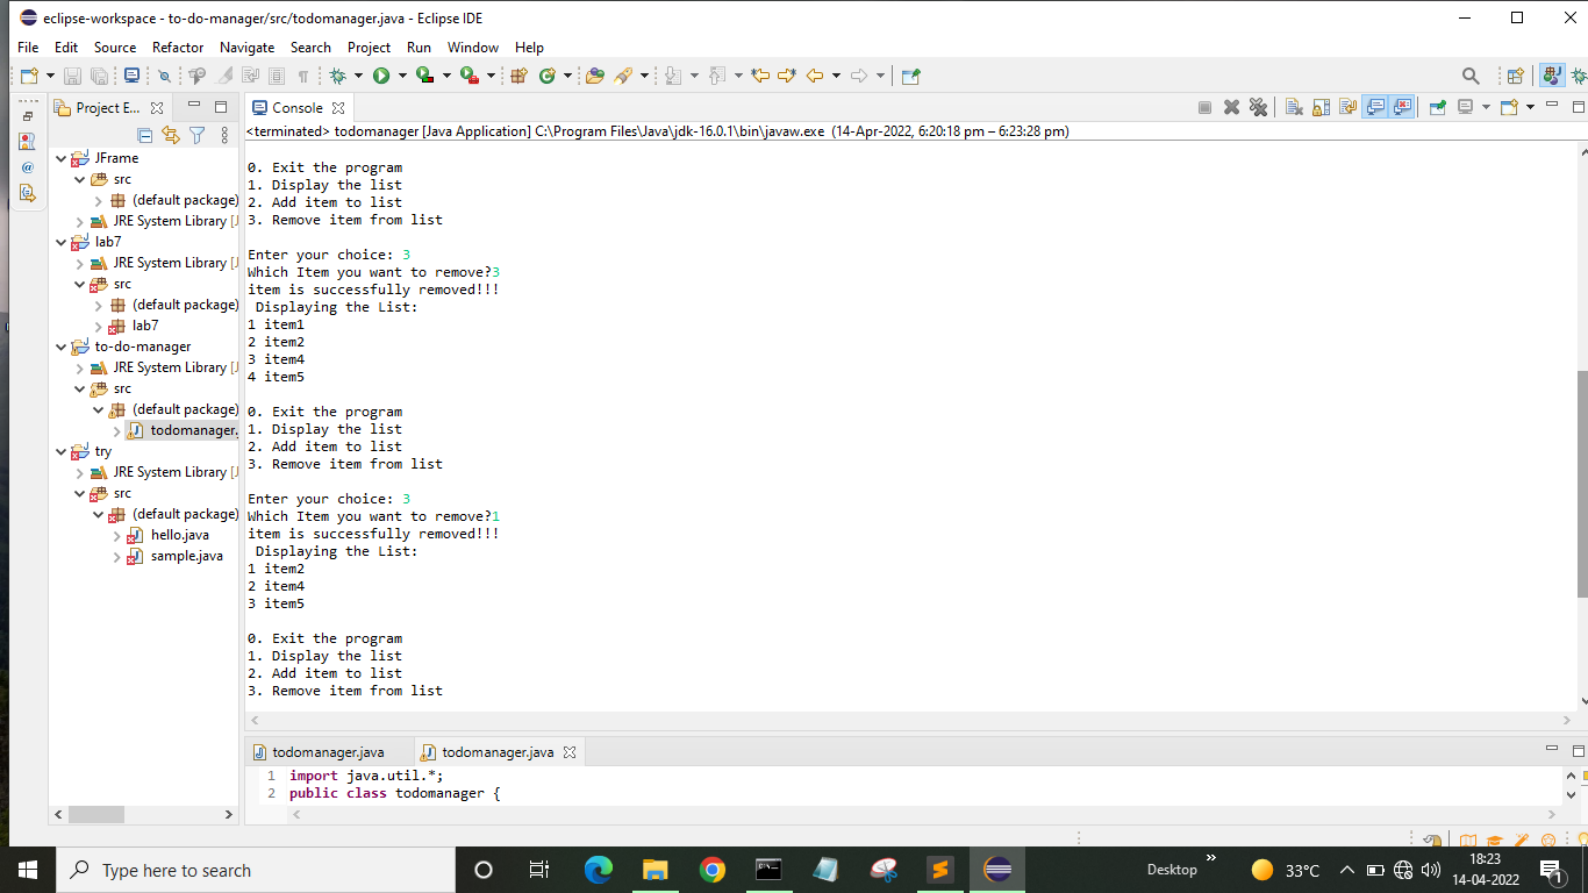 eclipse-workspace - to-do-manager/src/todomanager.java - Eclipse IDE
File Edit Source Refactor Navigate Search Project Run Window Help
Project E...
Console
<terminated> todomanager [Java Application] C:\Program Files\Java\jdk-16.0.1\bin\javaw.exe (14-Apr-2022, 6:20:18 pm – 6:23:28 pm)
JFrame
src
(default package)
JRE System Library [J
lab7
JRE System Library [J
src
(default package)
lab7
to-do-manager
JRE System Library [J
src
(default package)
todomanager.
try
JRE System Library [J
src
(default package)
hello.java
sample.java
0. Exit the program
1. Display the list
2. Add item to list
3. Remove item from list
Enter your choice: 3
Which Item you want to remove?3
item is successfully removed!!!
Displaying the List:
1 item1
2 item2
3 item4
4 item5
0. Exit the program
1. Display the list
2. Add item to list
3. Remove item from list
Enter your choice: 3
Which Item you want to remove?1
item is successfully removed!!!
Displaying the List:
1 item2
2 item4
3 item5
0. Exit the program
1. Display the list
2. Add item to list
3. Remove item from list
todomanager.java todomanager.java
1 import java.util.*;
2 public class todomanager {
Type here to search
Desktop
33°C
18:23
14-04-2022
1